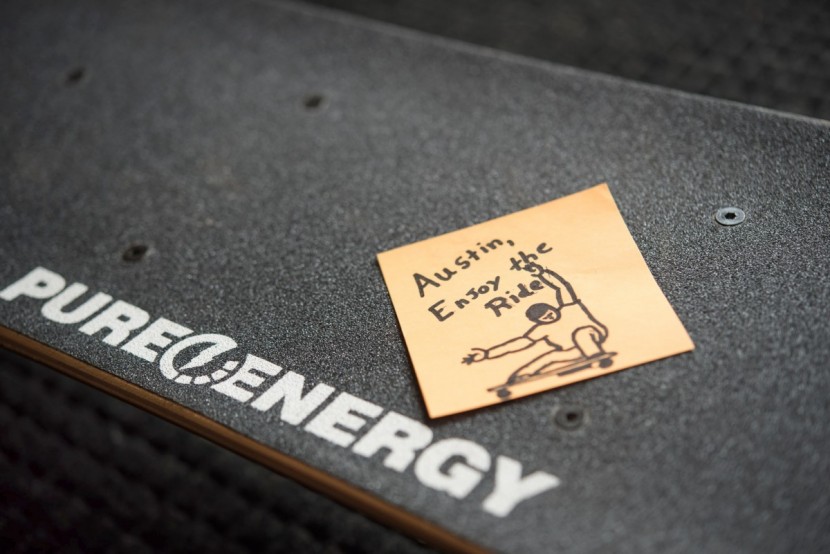 Austin,
Enjoy the
Ride
PURE ENERGY